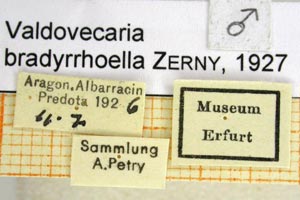 ♂
Valdovecaria
bradyrrhoella ZERNY, 1927
Aragon. Albarracin
Predota 192 6
Museum
Erfurt
Sammlung
A. Petry